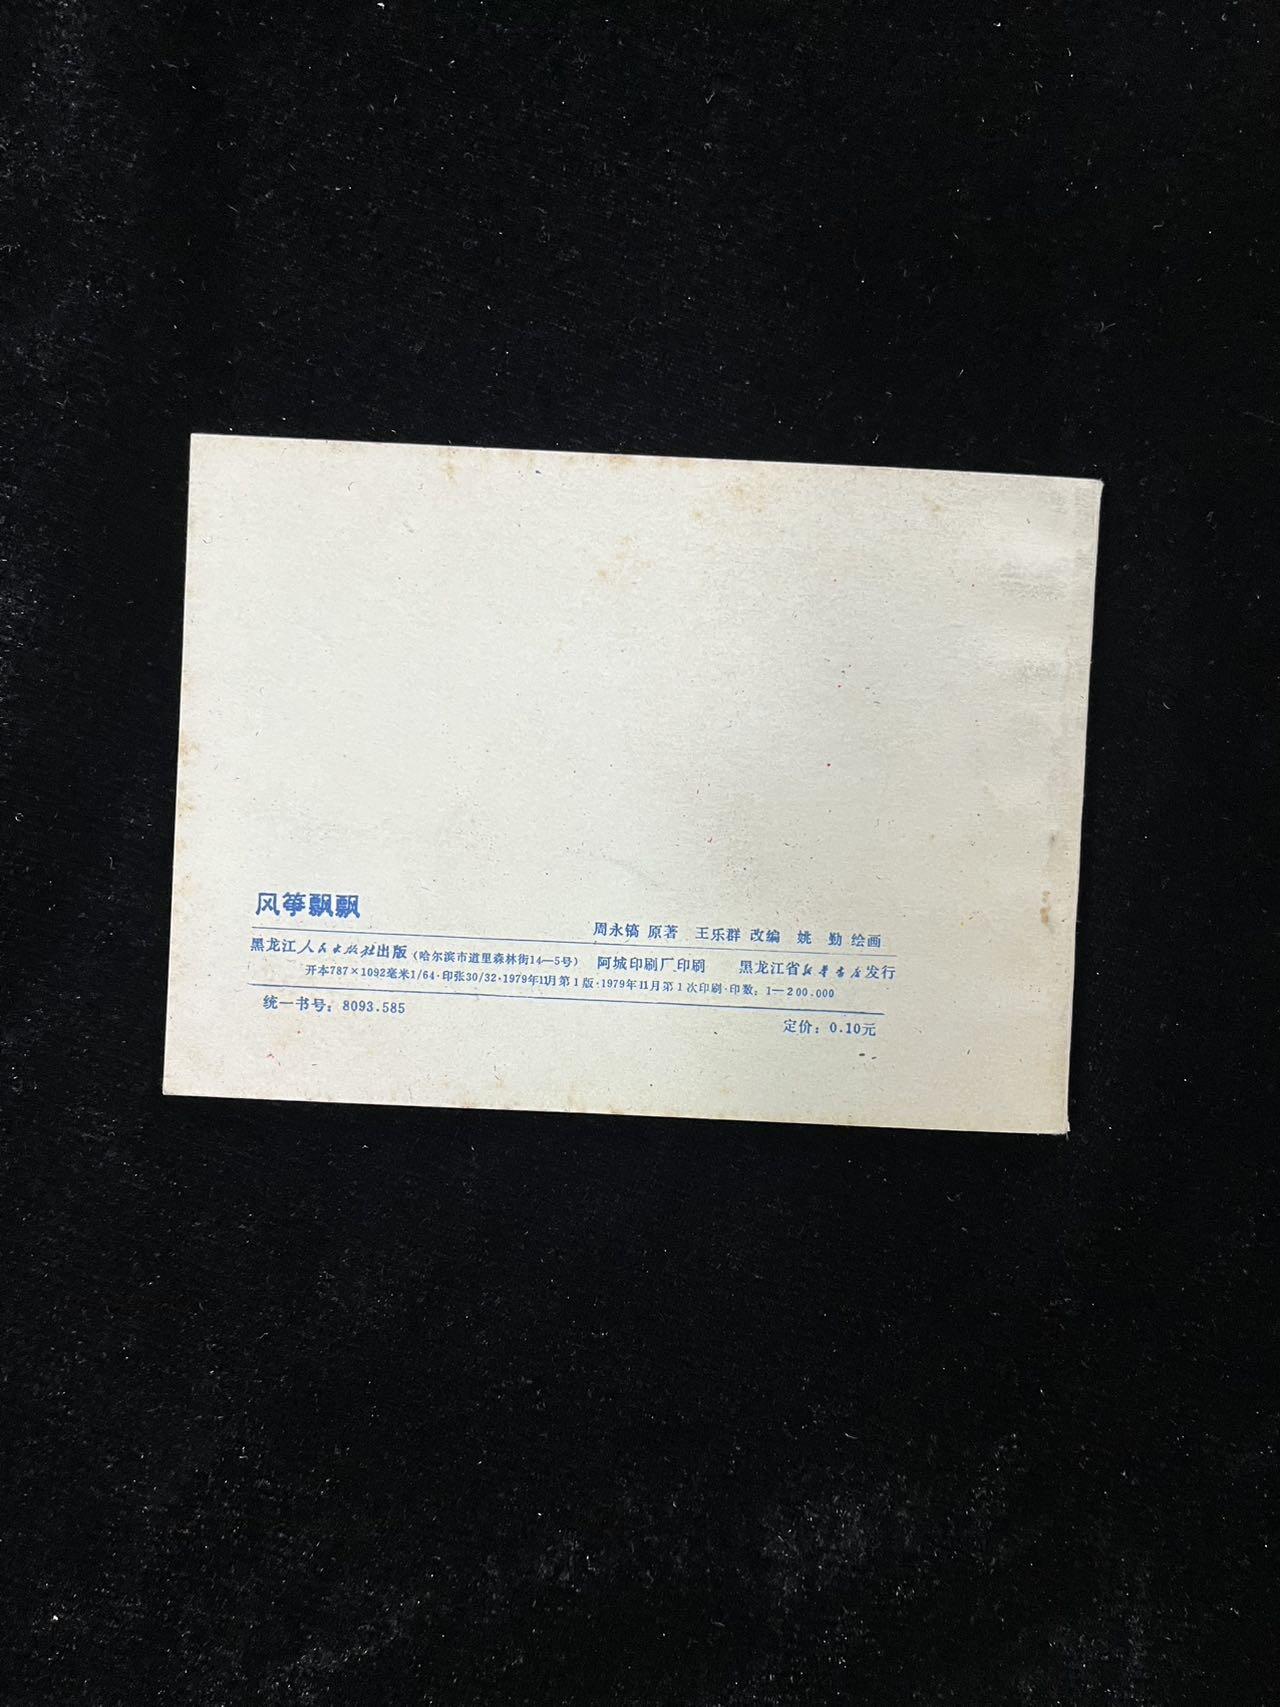 风筝飘飘
周永镐 原著 王乐群 改编 姚 勤 绘画
黑龙江人民出版社出版（哈尔滨市道里森林街14—5号） 阿城印刷厂印刷 黑龙江省新华书店发行
开本787×1092毫米1/64·印张30/32·1979年11月第1版·1979年11月第1次印刷·印数：1—200.000
统一书号：8093.585
定价：0.10元